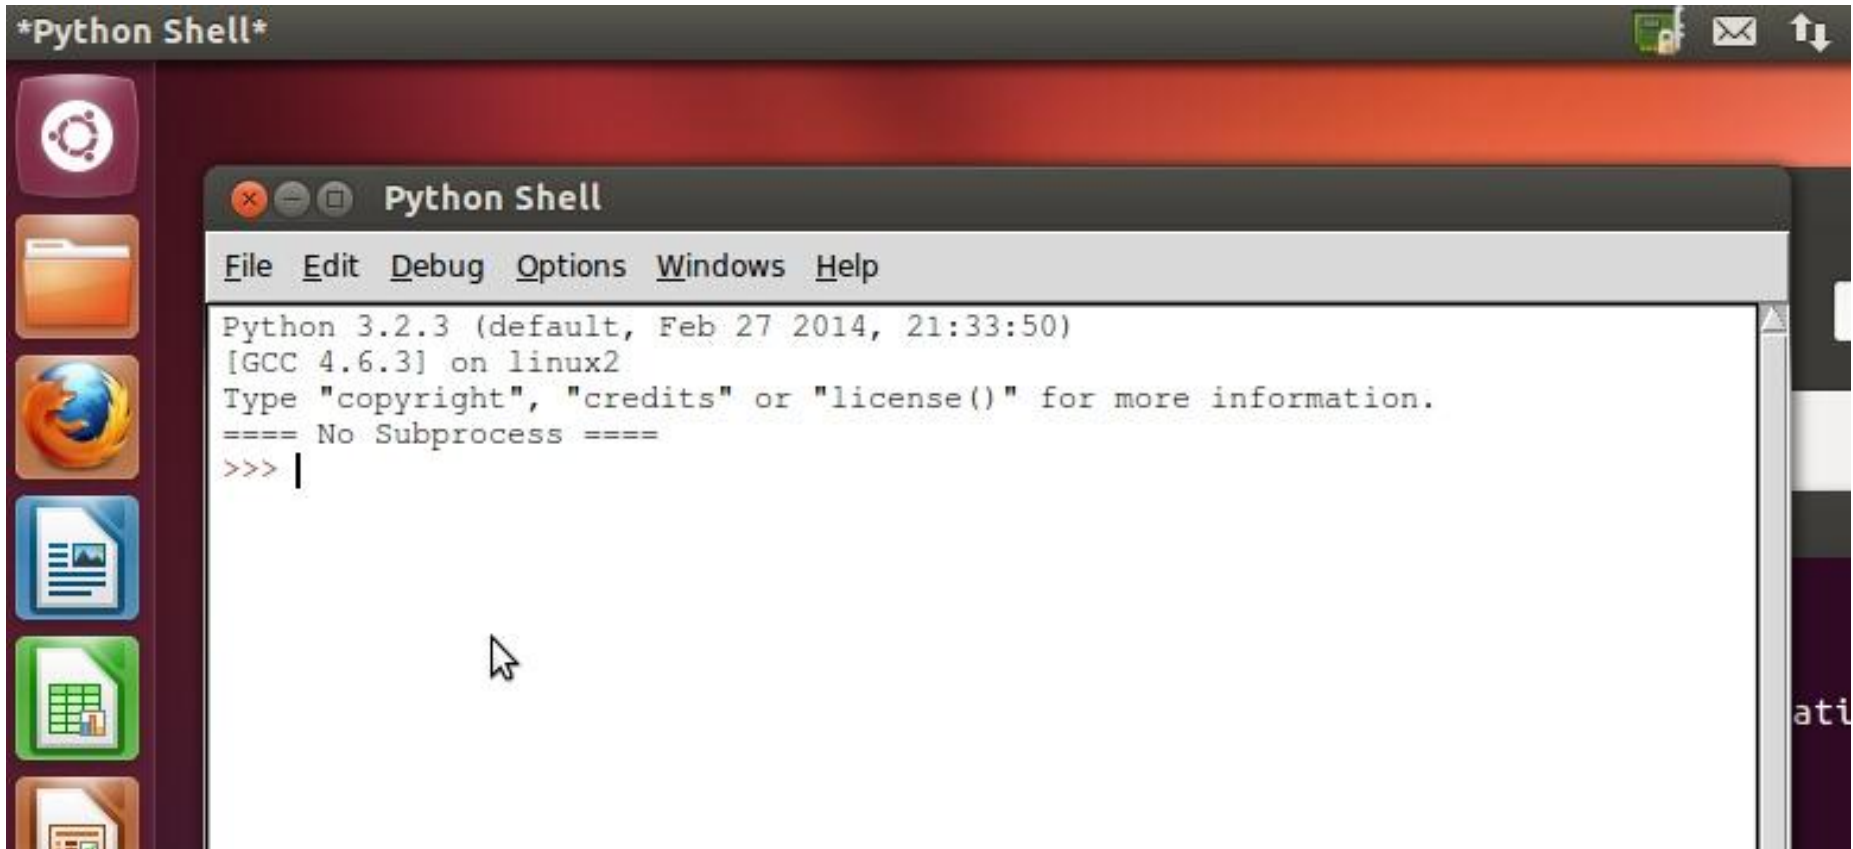 *Python Shell*
Python Shell
File Edit Debug Options Windows Help
Python 3.2.3 (default, Feb 27 2014, 21:33:50)
[GCC 4.6.3] on linux2
Type "copyright", "credits" or "license()" for more information.
==== No Subprocess ====
>>>
ati